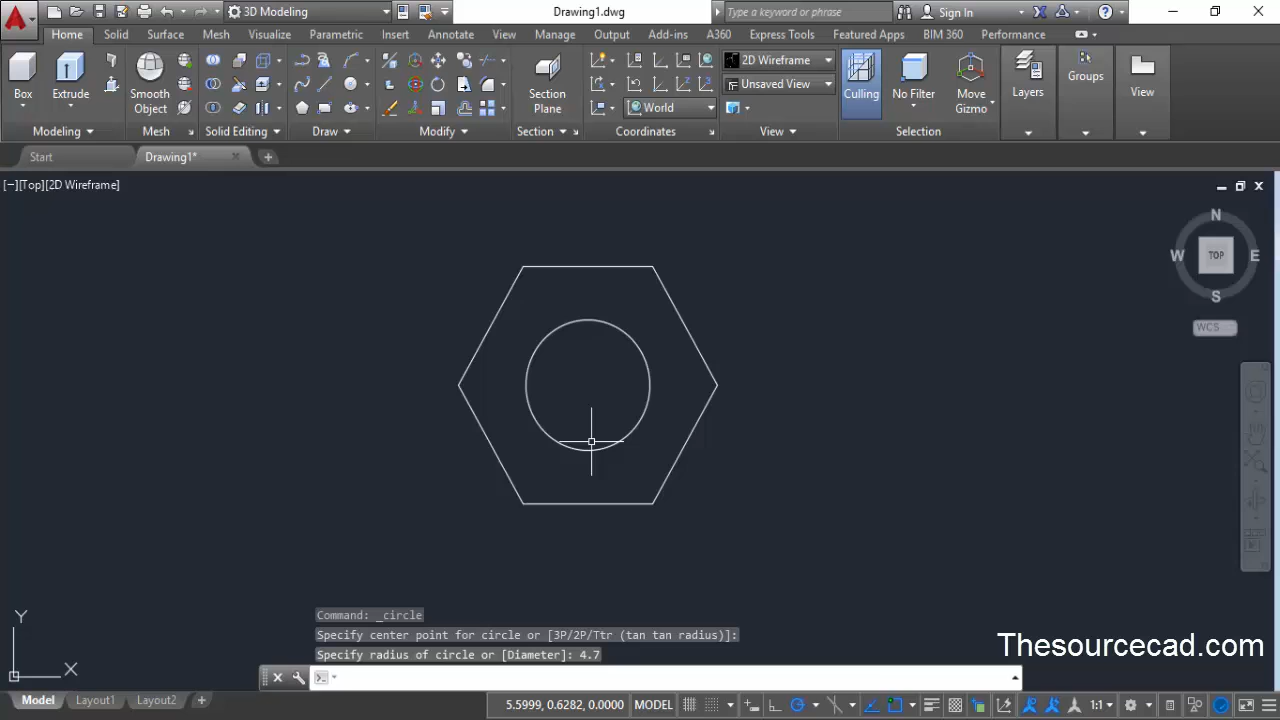 3D Modeling
Drawing1.dwg
Type a keyword or phrase
Sign In
Home Solid Surface Mesh Visualize Parametric Insert Annotate View Manage Output Add-ins A360 Express Tools Featured Apps BIM 360 Performance
Box
Extrude
Smooth
Object
Section
Plane
World
2D Wireframe
Unsaved View
Culling
No Filter
Move
Gizmo
Layers
Groups
View
Modeling Mesh Solid Editing Draw Modify Section Coordinates View Selection
Start Drawing1* +
[−][Top][2D Wireframe]
N
W TOP E
S
WCS
Y
X
Command: _circle
Specify center point for circle or [3P/2P/Ttr (tan tan radius)]:
Specify radius of circle or [Diameter]: 4.7
Thesourcecad.com
Model Layout1 Layout2 +
5.5999, 0.6282, 0.0000 MODEL 1:1